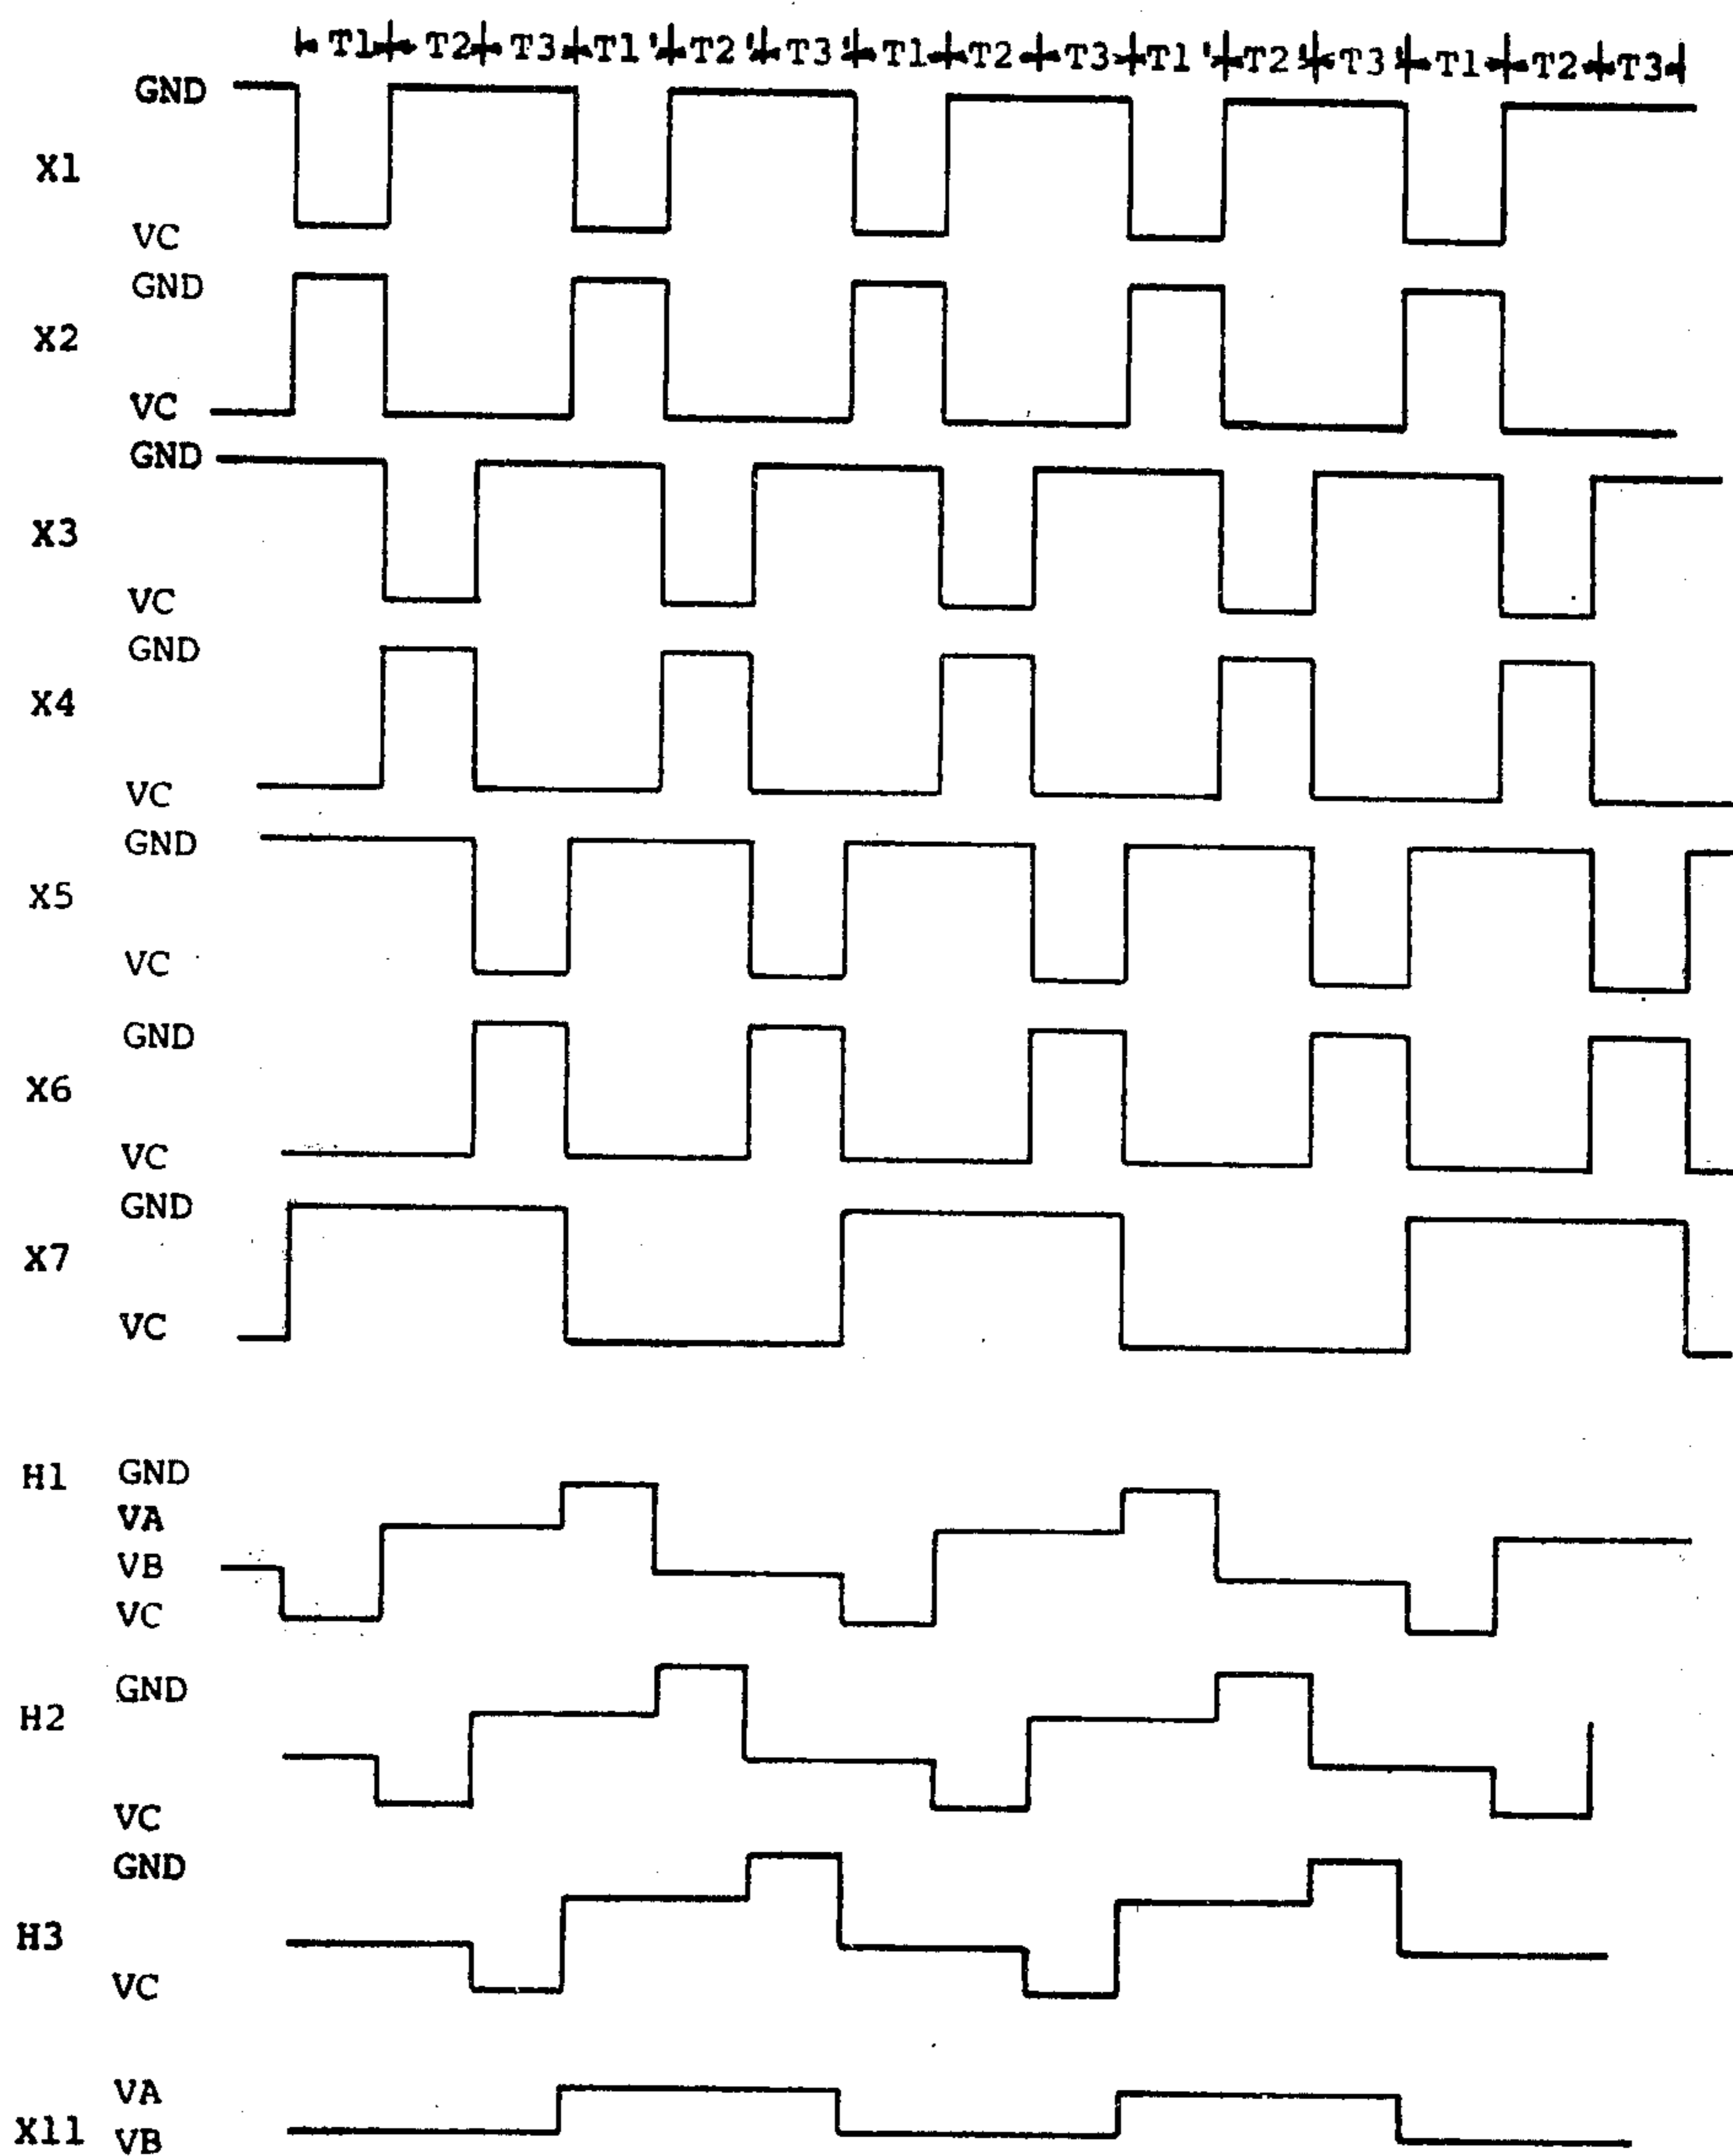 T1 T2 T3 T1' T2' T3' T1 T2 T3 T1' T2' T3' T1 T2 T3
GND
X1
VC
GND
X2
VC
GND
X3
VC
GND
X4
VC
GND
X5
VC
GND
X6
VC
GND
X7
VC
H1 GND
VA
VB
VC
GND
H2
VC
GND
H3
VC
VA
X11 VB